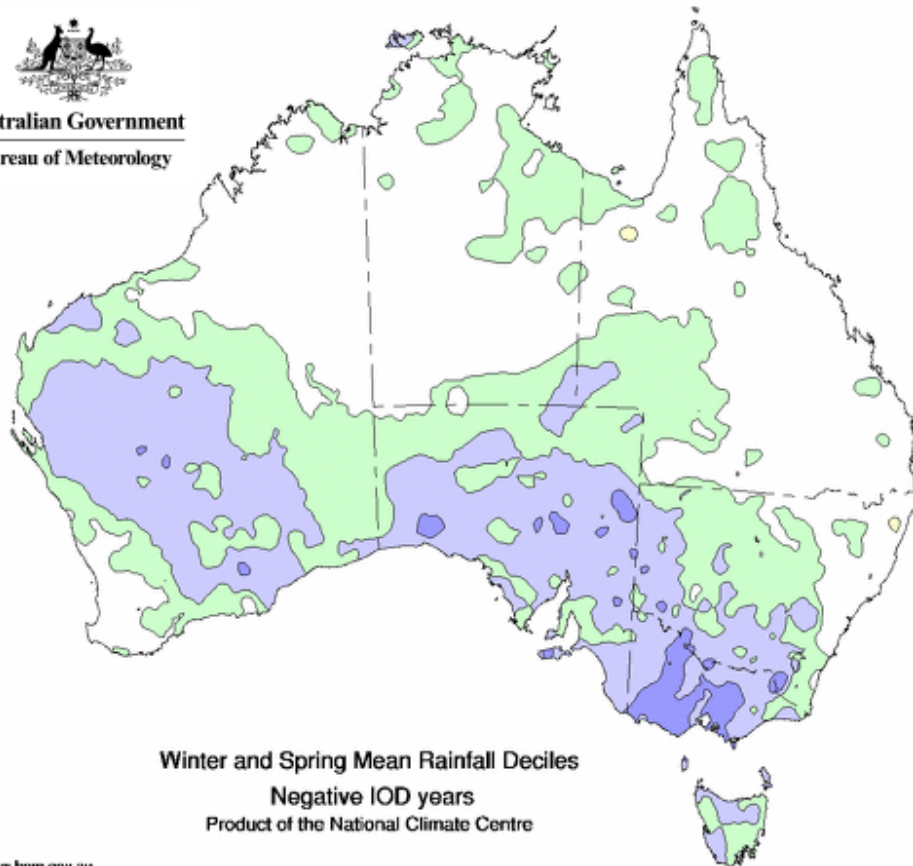 tralian Government
reau of Meteorology
Winter and Spring Mean Rainfall Deciles
Negative IOD years
Product of the National Climate Centre